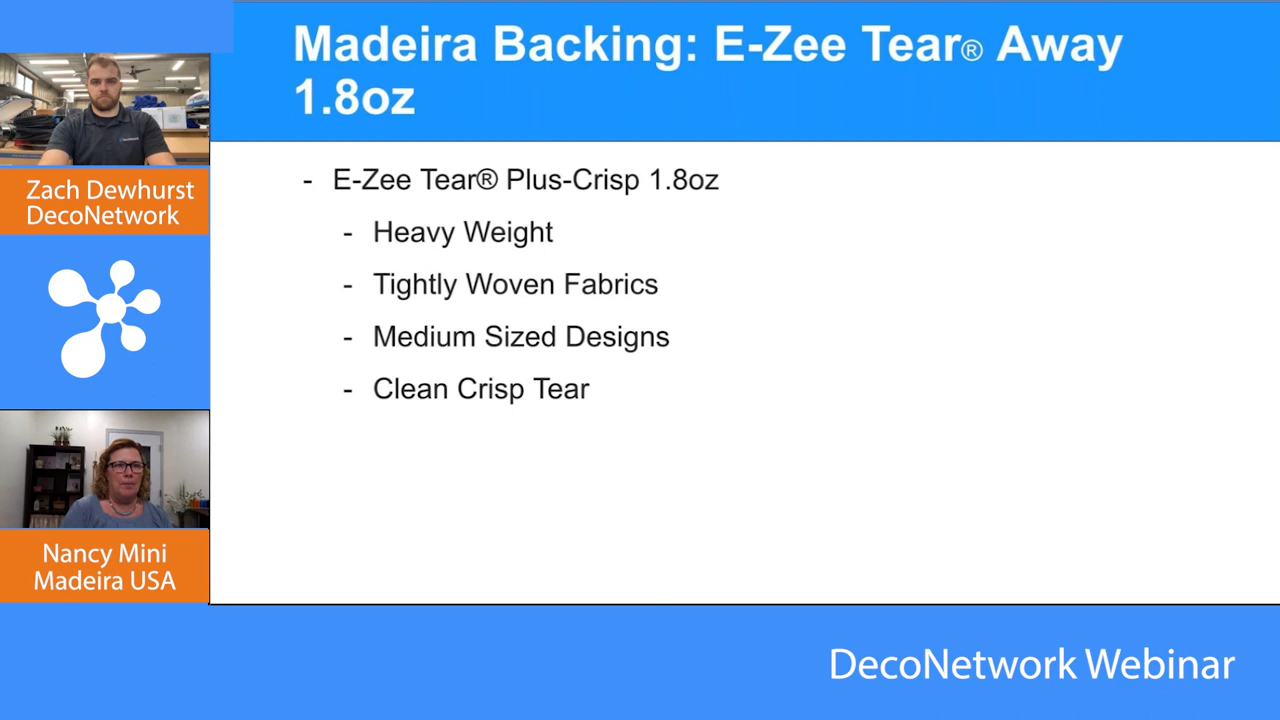 Madeira Backing: E-Zee Tear® Away
1.8oz
Zach Dewhurst
DecoNetwork
- E-Zee Tear® Plus-Crisp 1.8oz
- Heavy Weight
- Tightly Woven Fabrics
- Medium Sized Designs
- Clean Crisp Tear
Nancy Mini
Madeira USA
DecoNetwork Webinar